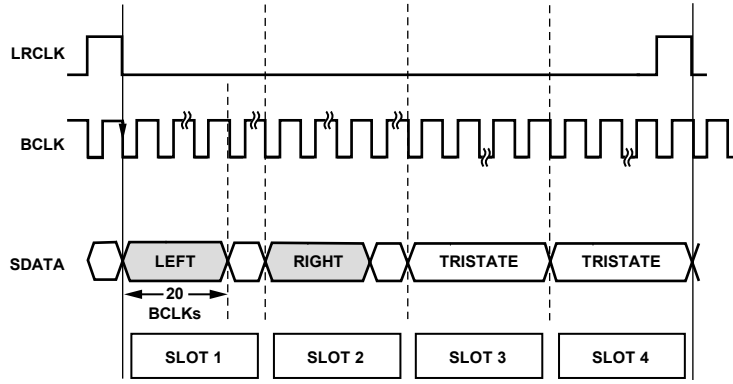 LRCLK
BCLK
SDATA
LEFT
RIGHT
TRISTATE
TRISTATE
20
BCLKs
SLOT 1
SLOT 2
SLOT 3
SLOT 4